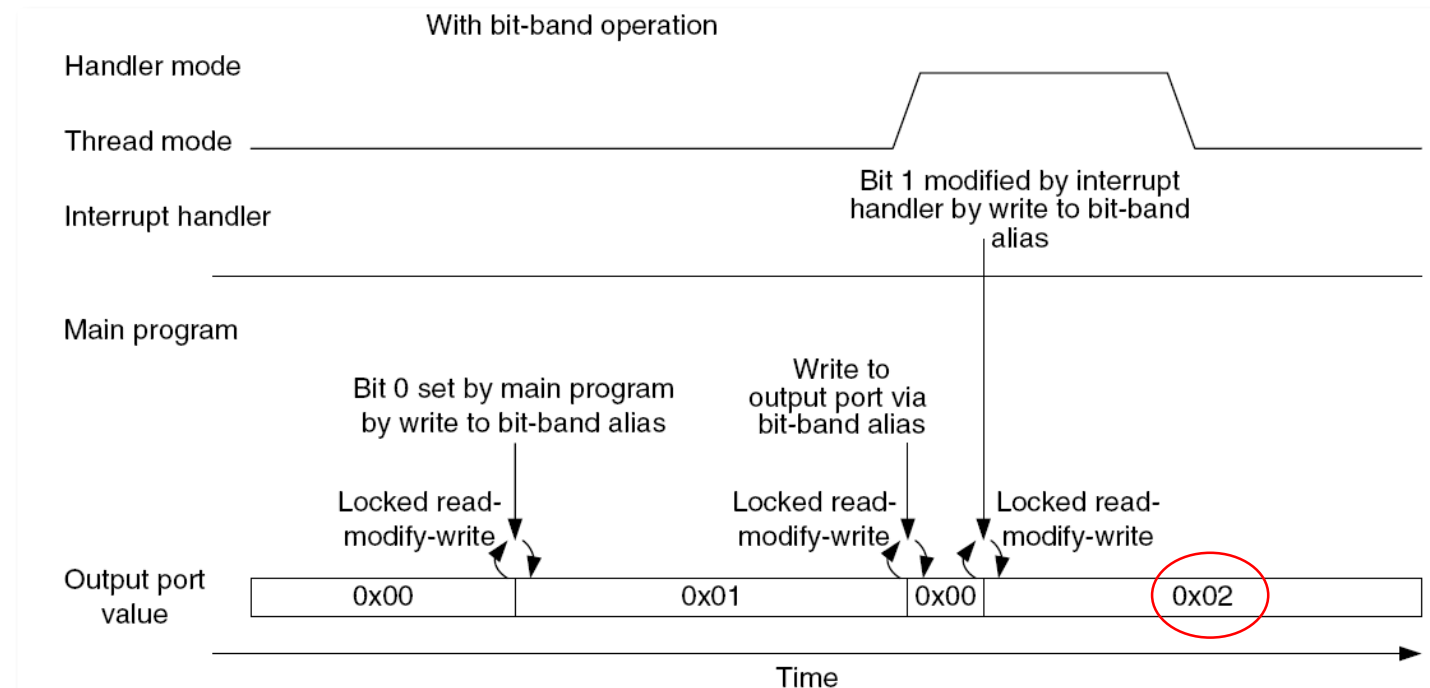 With bit-band operation
Handler mode
Thread mode
Bit 1 modified by interrupt
handler by write to bit-band
alias
Interrupt handler
Main program
Bit 0 set by main program
by write to bit-band alias
Write to
output port via
bit-band alias
Locked read-
modify-write
Locked read-
modify-write
Locked read-
modify-write
Output port
value
0x00
0x01
0x00
0x02
Time